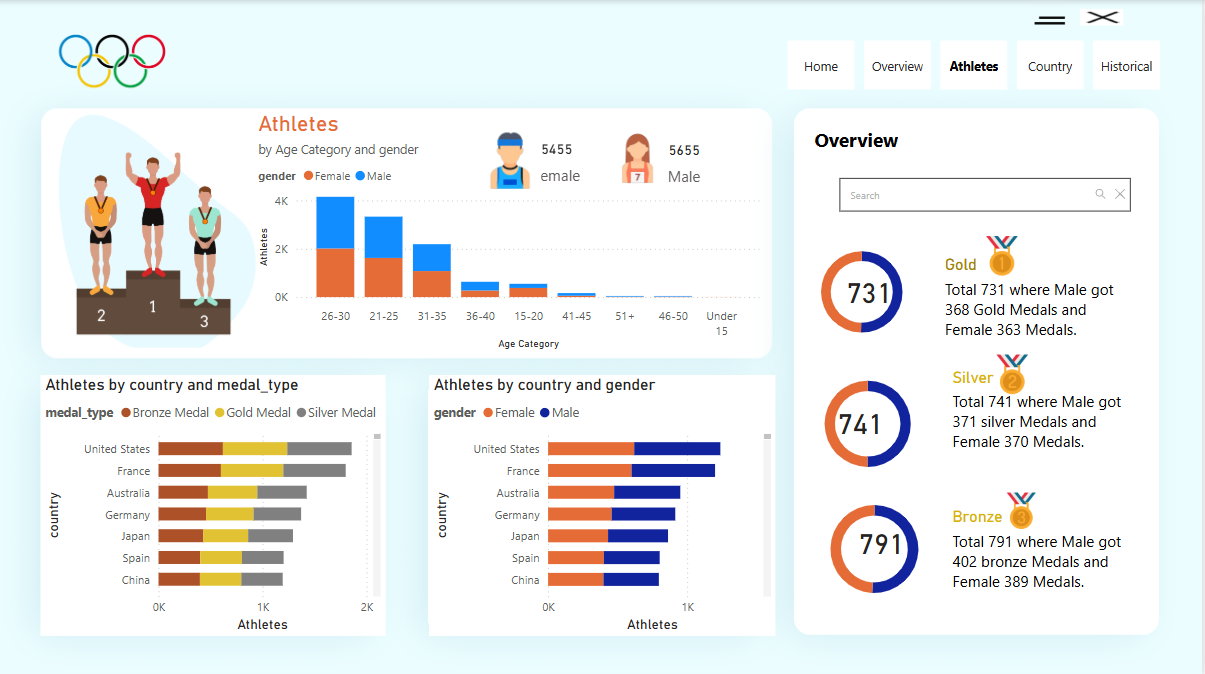 Home Overview Athletes Country Historical
Athletes
by Age Category and gender
gender Female Male
5455
emale
5655
Male
7
1
2
3
Athletes
4K
2K
0K
26-30 21-25 31-35 36-40 15-20 41-45 51+ 46-50 Under
15
Age Category
Overview
Search
731
Gold
1
Total 731 where Male got
368 Gold Medals and
Female 363 Medals.
741
Silver
2
Total 741 where Male got
371 silver Medals and
Female 370 Medals.
791
Bronze
3
Total 791 where Male got
402 bronze Medals and
Female 389 Medals.
Athletes by country and medal_type
medal_type Bronze Medal Gold Medal Silver Medal
country
United States
France
Australia
Germany
Japan
Spain
China
0K 1K 2K
Athletes
Athletes by country and gender
gender Female Male
country
United States
France
Australia
Germany
Japan
Spain
China
0K 1K
Athletes